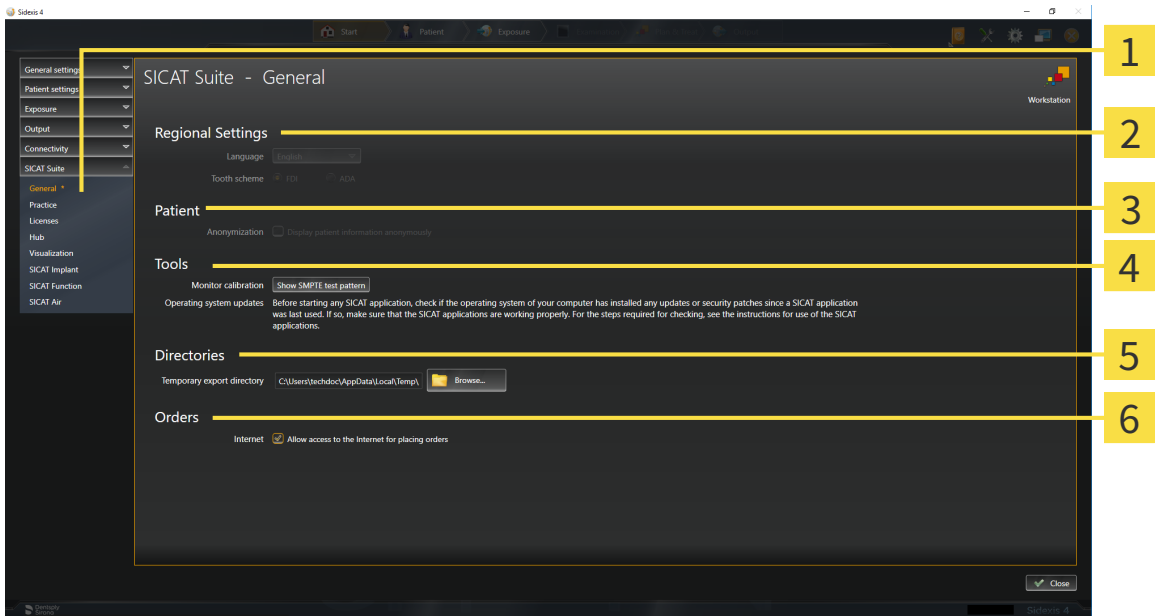 Sidexis 4
Start
Patient
Exposure
1
General settings
Patient settings
Exposure
Output
Connectivity
SICAT Suite
General *
Practice
Licenses
Hub
Visualization
SICAT Implant
SICAT Function
SICAT Air
SICAT Suite - General
Workstation
Regional Settings
2
Language English
Tooth scheme FDI ADA
Patient
3
Anonymization Display patient information anonymously
Tools
4
Monitor calibration Show SMPTE test pattern
Operating system updates Before starting any SICAT application, check if the operating system of your computer has installed any updates or security patches since a SICAT application
was last used. If so, make sure that the SICAT applications are working properly. For the steps required for checking, see the instructions for use of the SICAT
applications.
Directories
5
Temporary export directory C:\Users\techdoc\AppData\Local\Temp\ Browse...
Orders
6
Internet Allow access to the Internet for placing orders
Close
Dentsply
Sirona
Sidexis 4